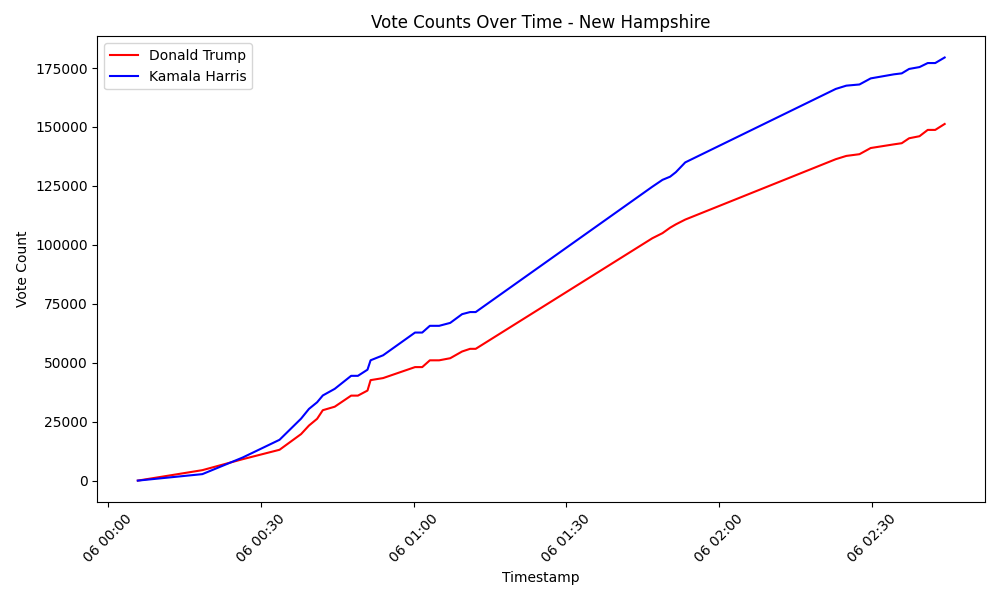 Vote Counts Over Time - New Hampshire
Donald Trump
Kamala Harris
Vote Count
175000
150000
125000
100000
75000
50000
25000
0
06 00:00
06 00:30
06 01:00
06 01:30
06 02:00
06 02:30
Timestamp